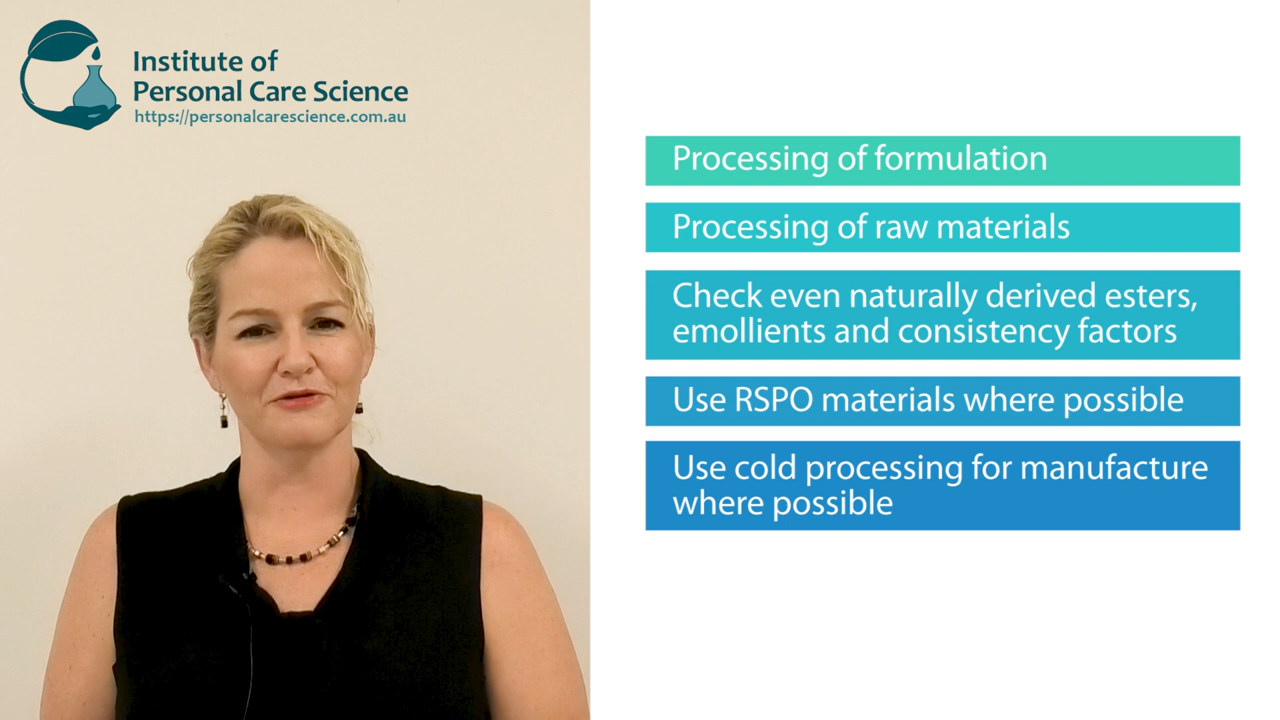 Institute of
Personal Care Science
https://personalcarescience.com.au
Processing of formulation
Processing of raw materials
Check even naturally derived esters,
emollients and consistency factors
Use RSPO materials where possible
Use cold processing for manufacture
where possible